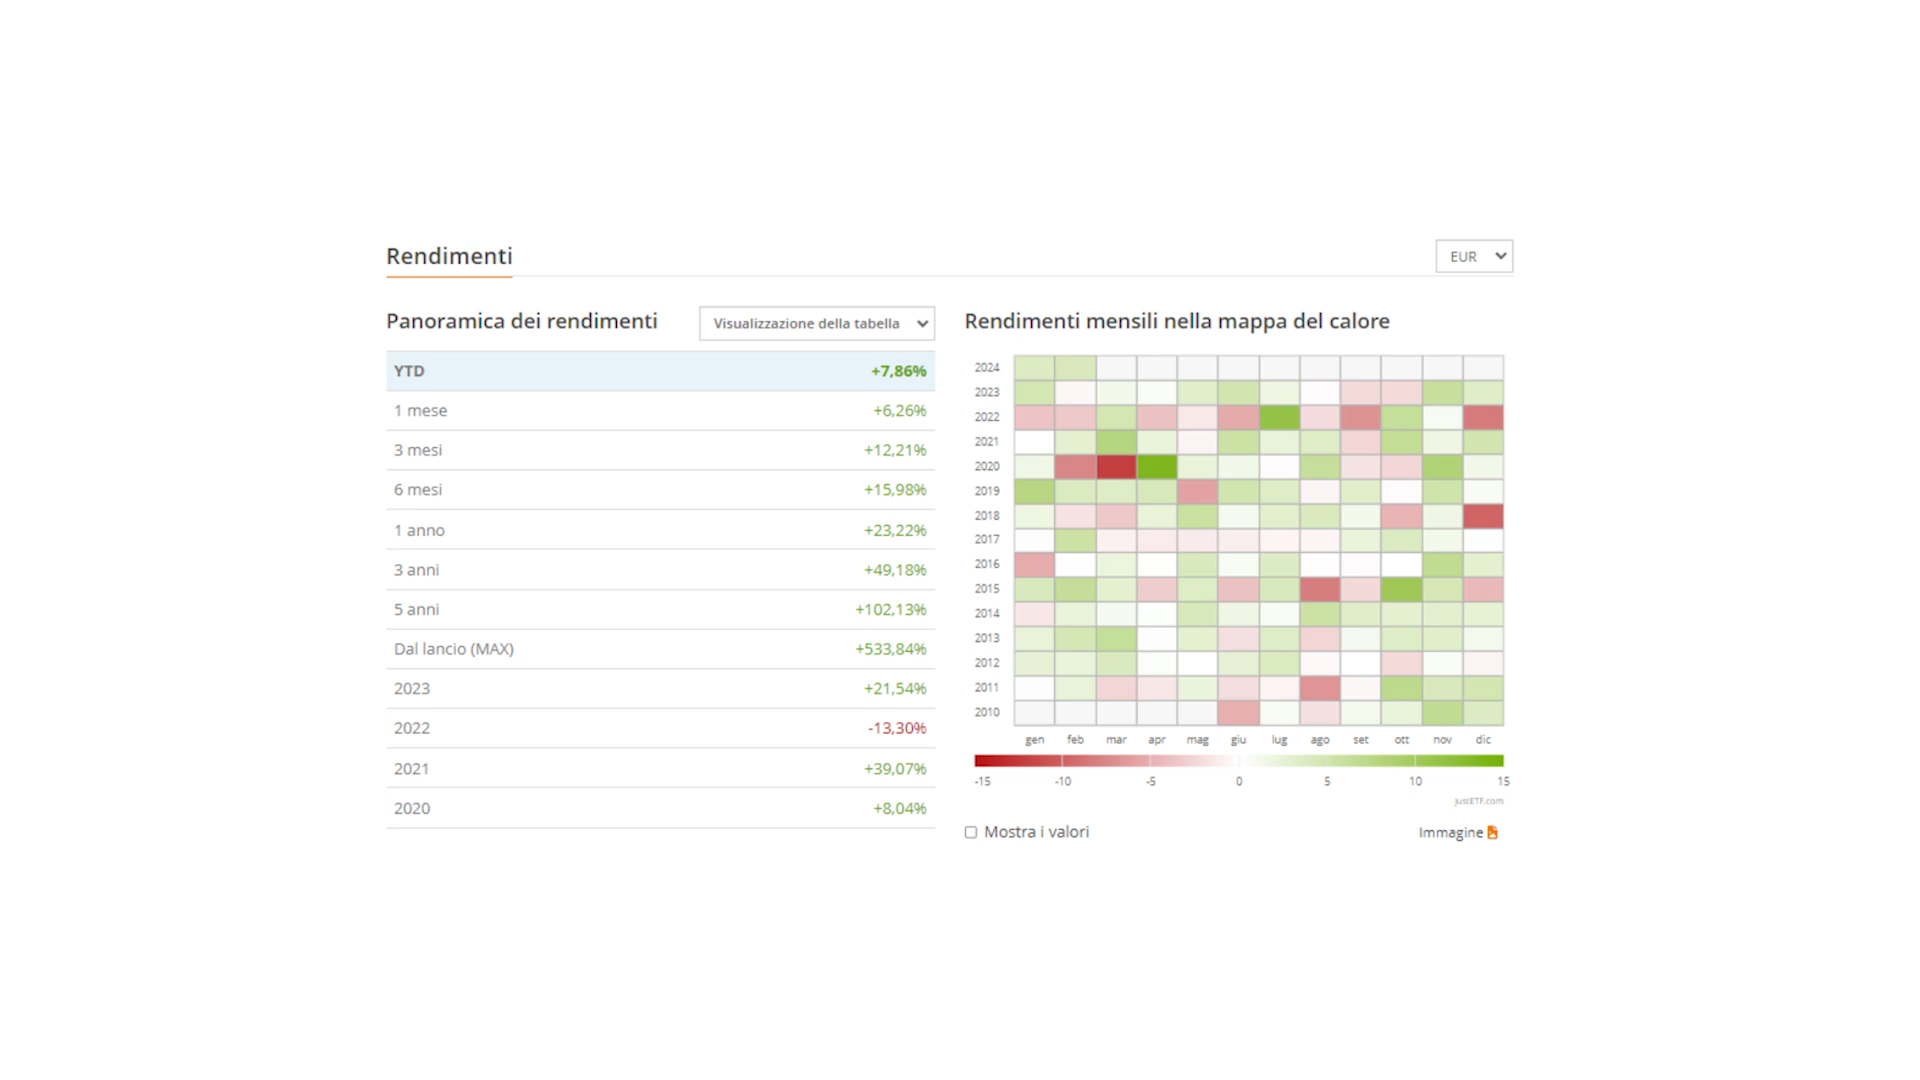 Rendimenti
EUR
Panoramica dei rendimenti
Visualizzazione della tabella
YTD +7,86%
1 mese +6,26%
3 mesi +12,21%
6 mesi +15,98%
1 anno +23,22%
3 anni +49,18%
5 anni +102,13%
Dal lancio (MAX) +533,84%
2023 +21,54%
2022 -13,30%
2021 +39,07%
2020 +8,04%
Rendimenti mensili nella mappa del calore
2024
2023
2022
2021
2020
2019
2018
2017
2016
2015
2014
2013
2012
2011
2010
gen feb mar apr mag giu lug ago set ott nov dic
-15 -10 -5 0 5 10 15
justETF.com
Mostra i valori
Immagine